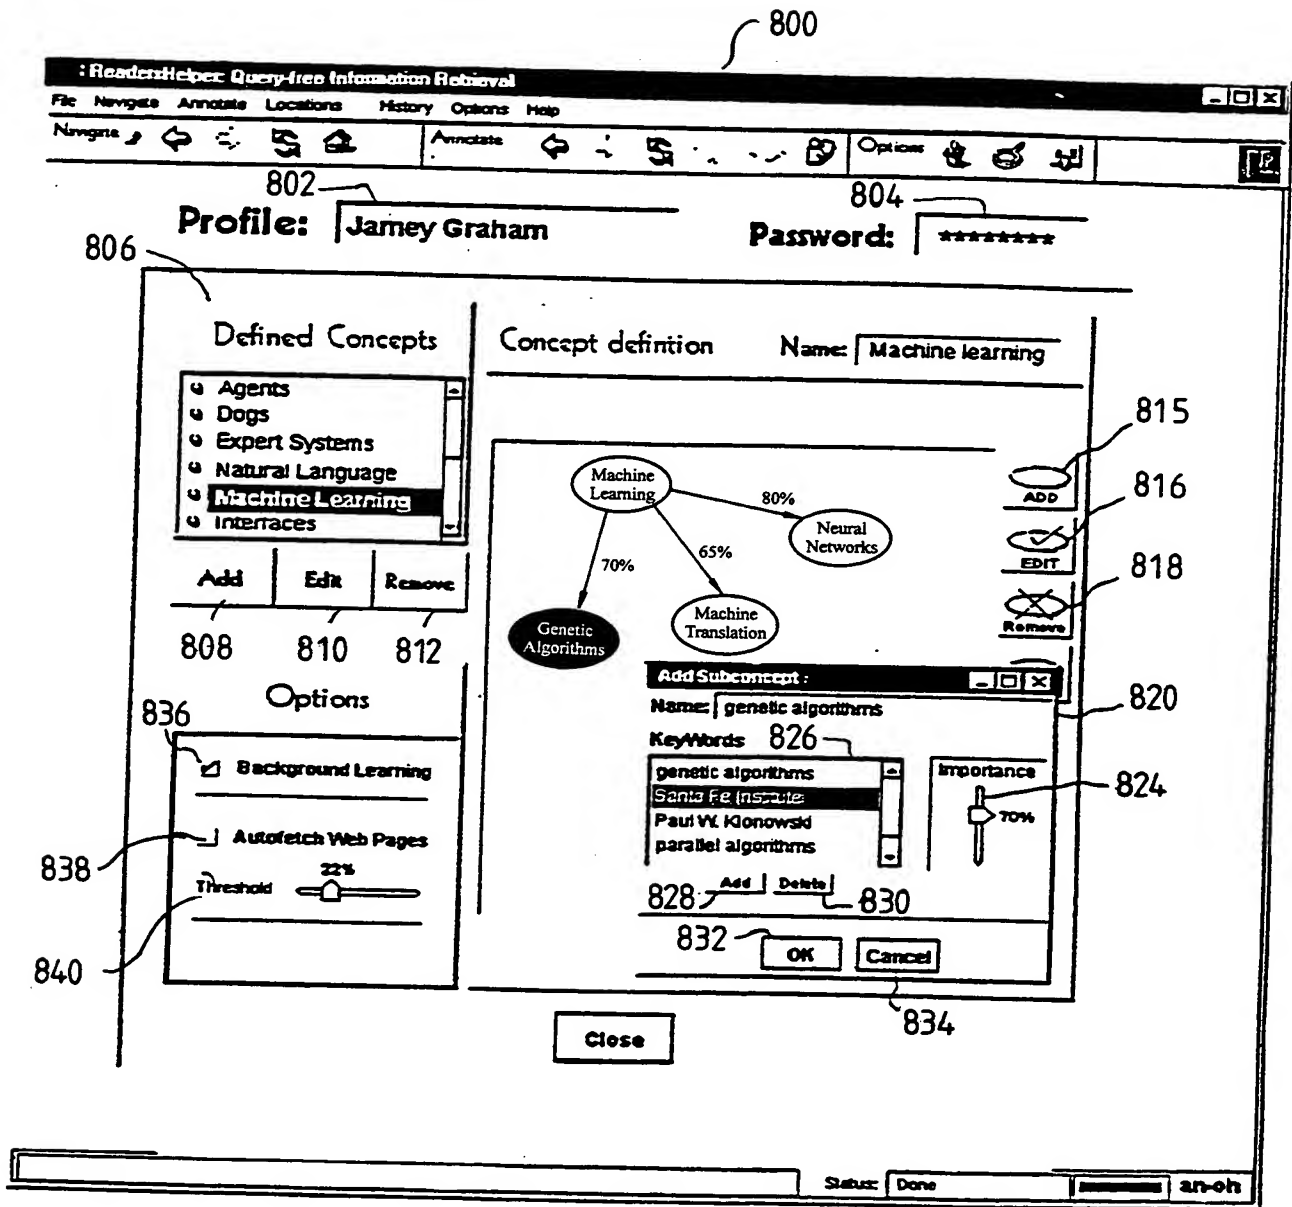 800
: ReadersHelper: Query-free Information Retrieval
File Navigate Annotate Locations History Options Help
Navigate Annotate Options
802 804
Profile: Jamey Graham Password: ********
806
Defined Concepts
Agents
Dogs
Expert Systems
Natural Language
Machine Learning
Interfaces
Add Edit Remove
808 810 812
Concept defintion Name: Machine learning
Machine Learning
80%
Neural Networks
70%
65%
Genetic Algorithms
Machine Translation
815
ADD
816
EDIT
818
Remove
Options
836
Background Learning
838
Autofetch Web Pages
22%
Threshold
840
Add Subconcept :
820
Name: genetic algorithms
KeyWords 826
genetic algorithms
Santa Fe Institute
Paul W. Klonowski
parallel algorithms
Importance
824
70%
Add Delete
828 830
832
OK Cancel
834
Close
Status: Done
an-oh